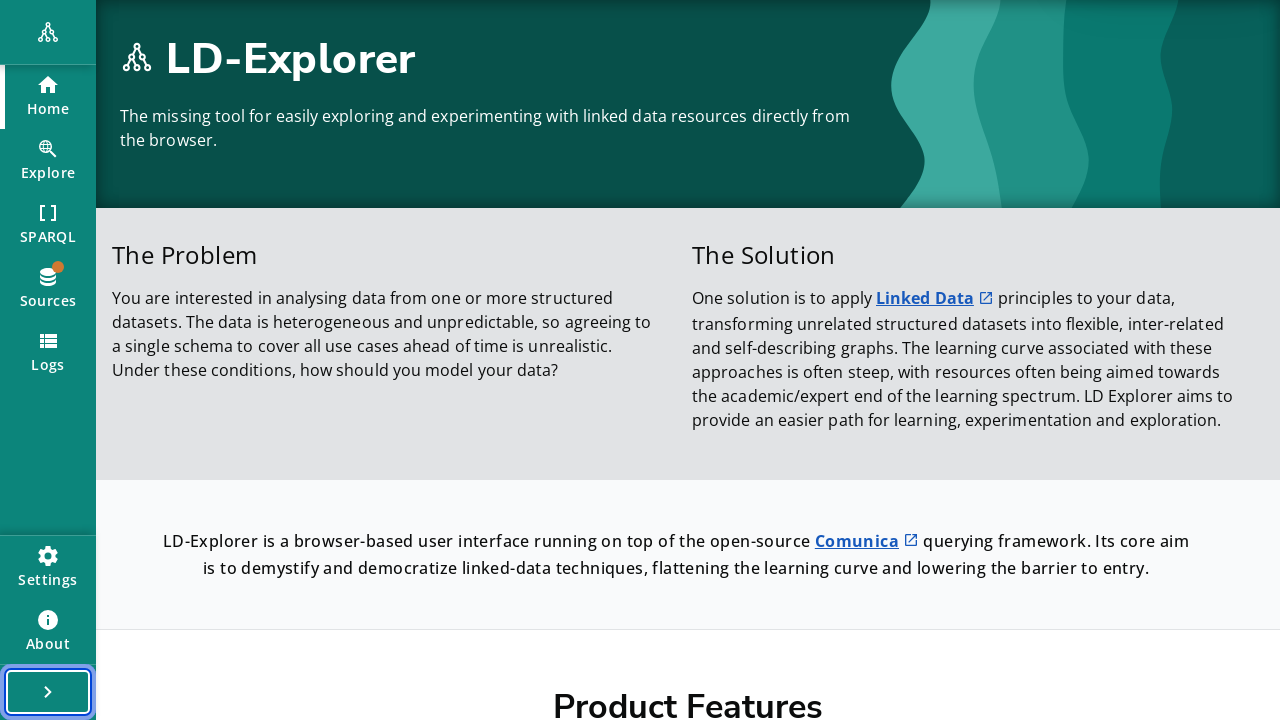 Home
Explore
SPARQL
Sources
Logs
Settings
About
LD-Explorer
The missing tool for easily exploring and experimenting with linked data resources directly from
the browser.
The Problem
You are interested in analysing data from one or more structured
datasets. The data is heterogeneous and unpredictable, so agreeing to
a single schema to cover all use cases ahead of time is unrealistic.
Under these conditions, how should you model your data?
The Solution
One solution is to apply Linked Data principles to your data,
transforming unrelated structured datasets into flexible, inter-related
and self-describing graphs. The learning curve associated with these
approaches is often steep, with resources often being aimed towards
the academic/expert end of the learning spectrum. LD Explorer aims to
provide an easier path for learning, experimentation and exploration.
LD-Explorer is a browser-based user interface running on top of the open-source Comunica querying framework. Its core aim
is to demystify and democratize linked-data techniques, flattening the learning curve and lowering the barrier to entry.
Product Features